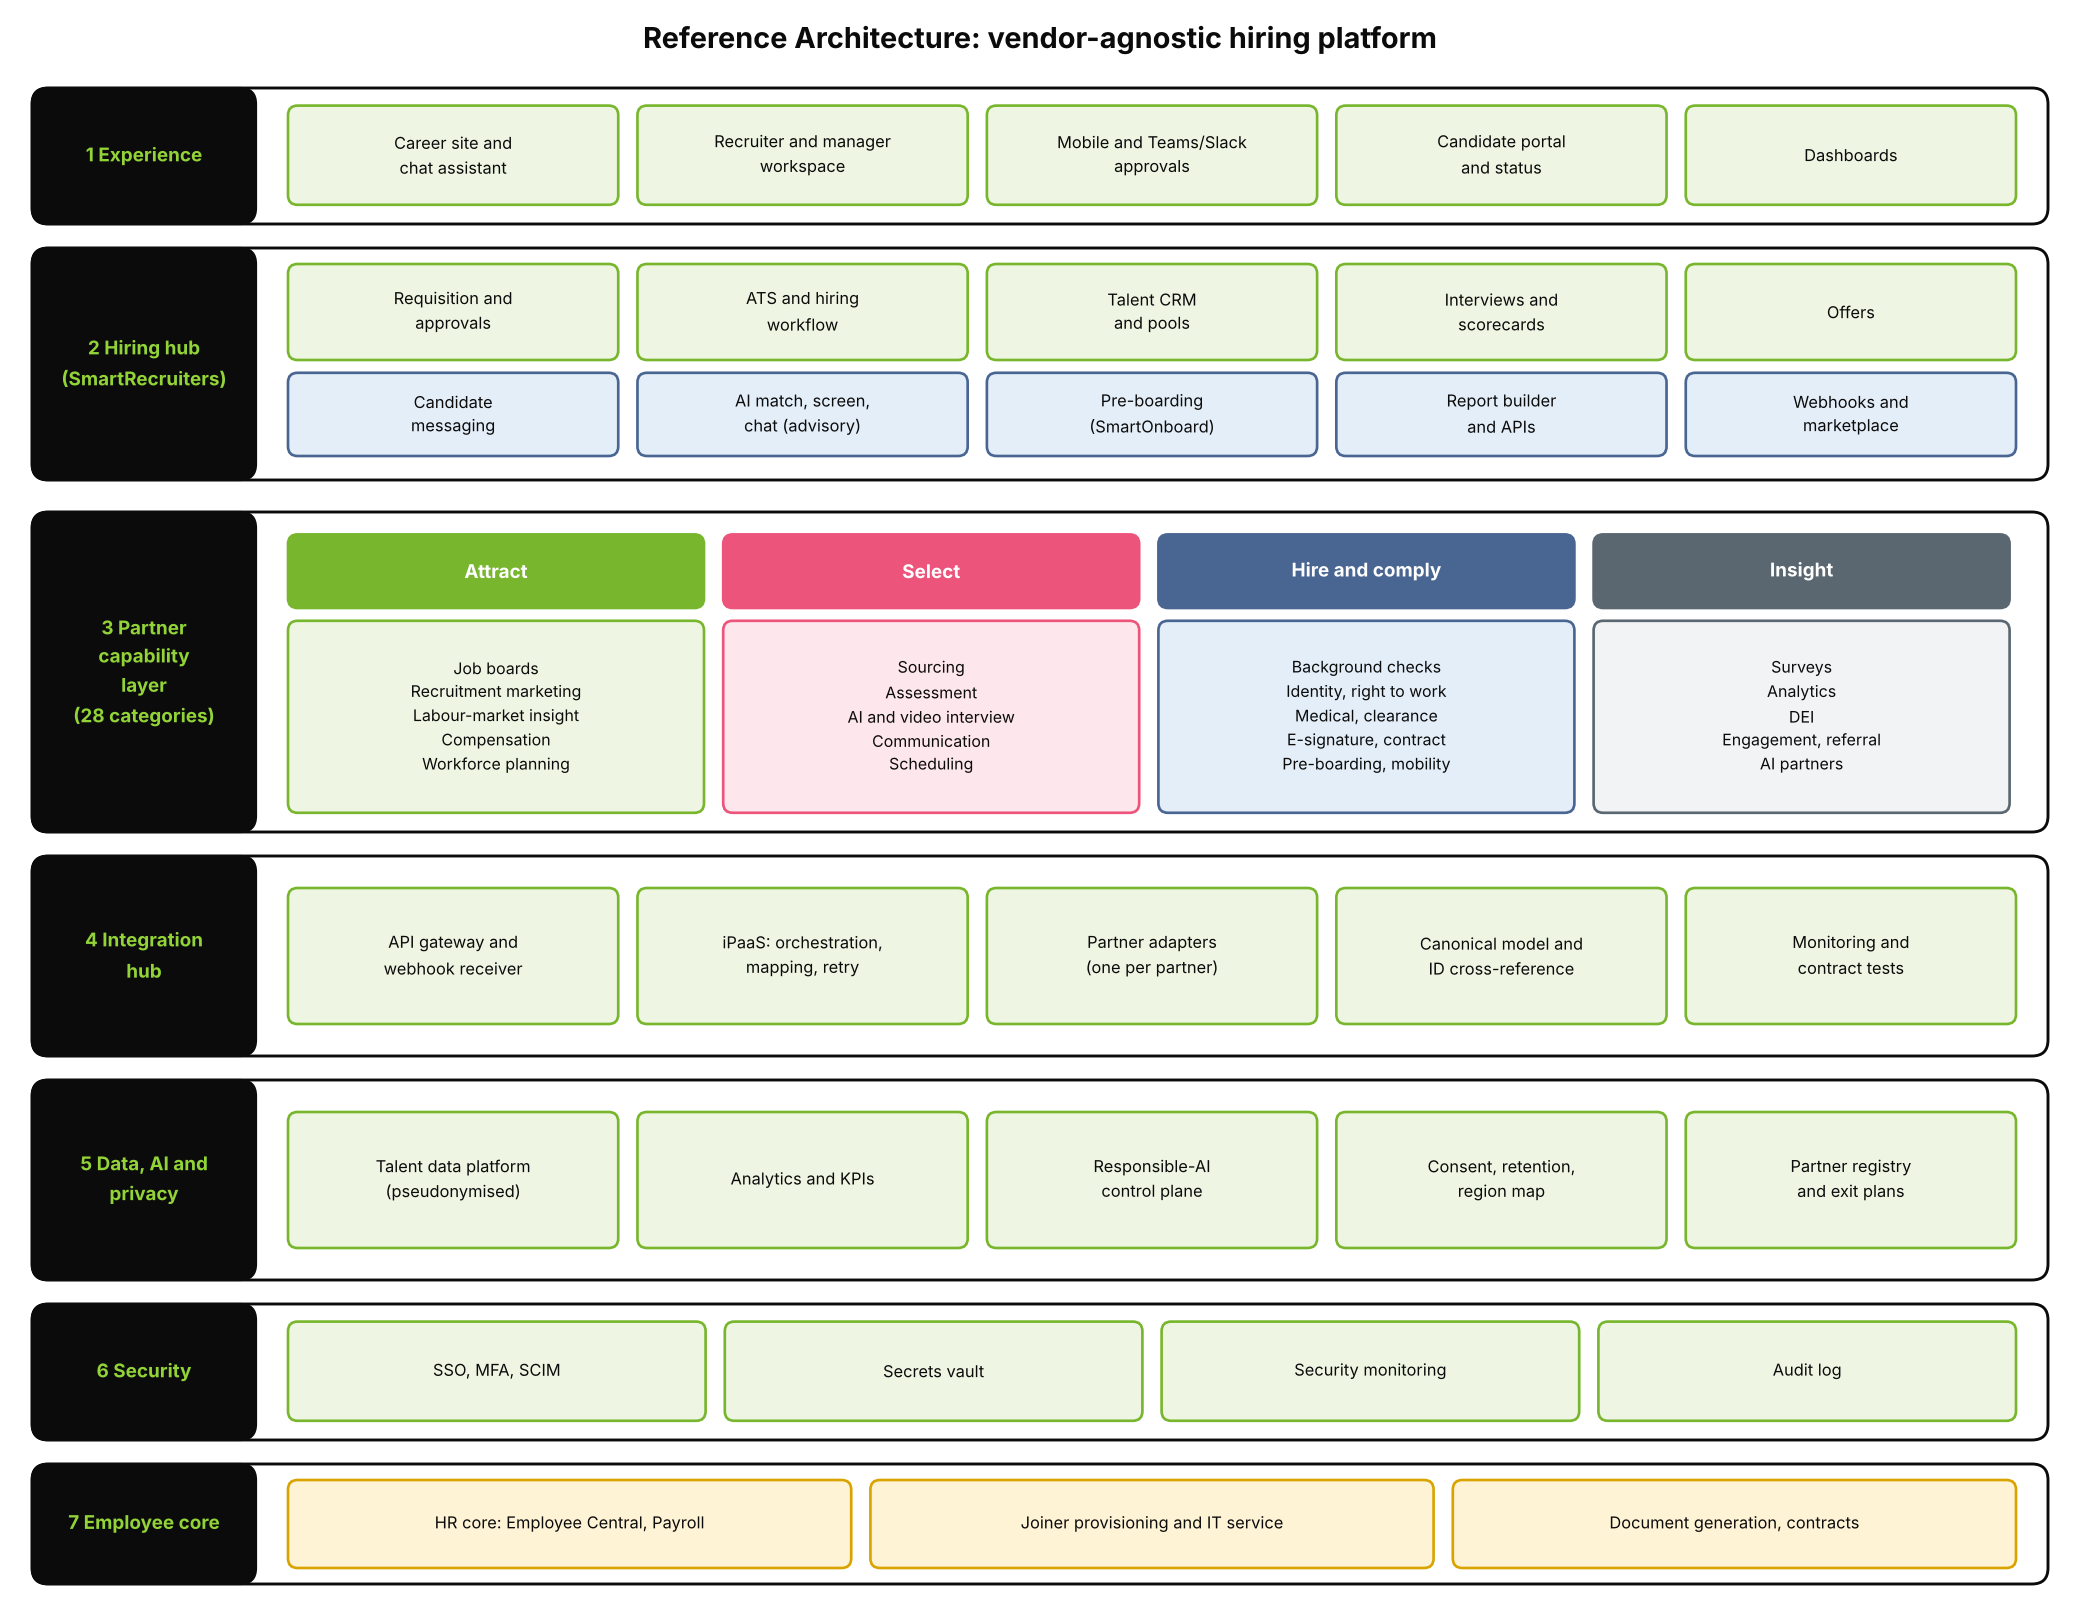 Reference Architecture: vendor-agnostic hiring platform
1 Experience
Career site and
chat assistant
Recruiter and manager
workspace
Mobile and Teams/Slack
approvals
Candidate portal
and status
Dashboards
2 Hiring hub
(SmartRecruiters)
Requisition and
approvals
ATS and hiring
workflow
Talent CRM
and pools
Interviews and
scorecards
Offers
Candidate
messaging
AI match, screen,
chat (advisory)
Pre-boarding
(SmartOnboard)
Report builder
and APIs
Webhooks and
marketplace
3 Partner
capability
layer
(28 categories)
Attract
Job boards
Recruitment marketing
Labour-market insight
Compensation
Workforce planning
Select
Sourcing
Assessment
AI and video interview
Communication
Scheduling
Hire and comply
Background checks
Identity, right to work
Medical, clearance
E-signature, contract
Pre-boarding, mobility
Insight
Surveys
Analytics
DEI
Engagement, referral
AI partners
4 Integration
hub
API gateway and
webhook receiver
iPaaS: orchestration,
mapping, retry
Partner adapters
(one per partner)
Canonical model and
ID cross-reference
Monitoring and
contract tests
5 Data, AI and
privacy
Talent data platform
(pseudonymised)
Analytics and KPIs
Responsible-AI
control plane
Consent, retention,
region map
Partner registry
and exit plans
6 Security
SSO, MFA, SCIM
Secrets vault
Security monitoring
Audit log
7 Employee core
HR core: Employee Central, Payroll
Joiner provisioning and IT service
Document generation, contracts